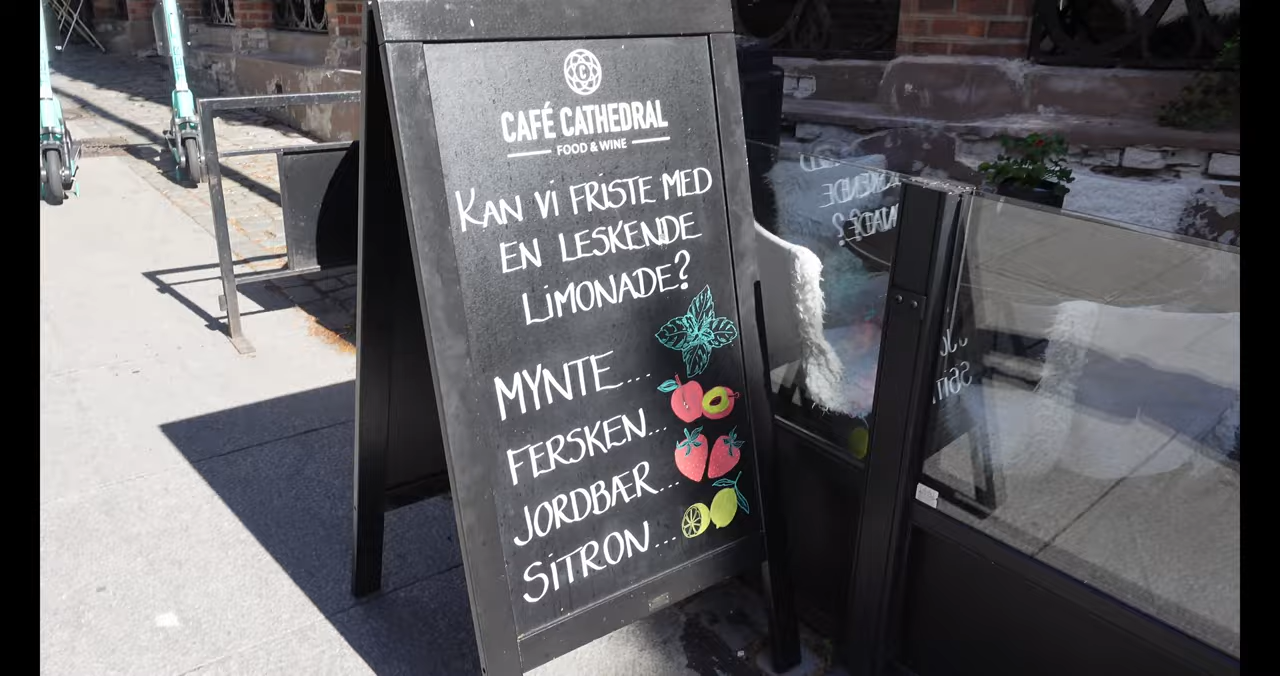 C
CAFÉ CATHEDRAL
FOOD & WINE
KAN Vi FRiSTE MED
EN LESKENDE
LiMONADE?
MYNTE...
FERSKEN...
JORDBÆR...
SiTRON...